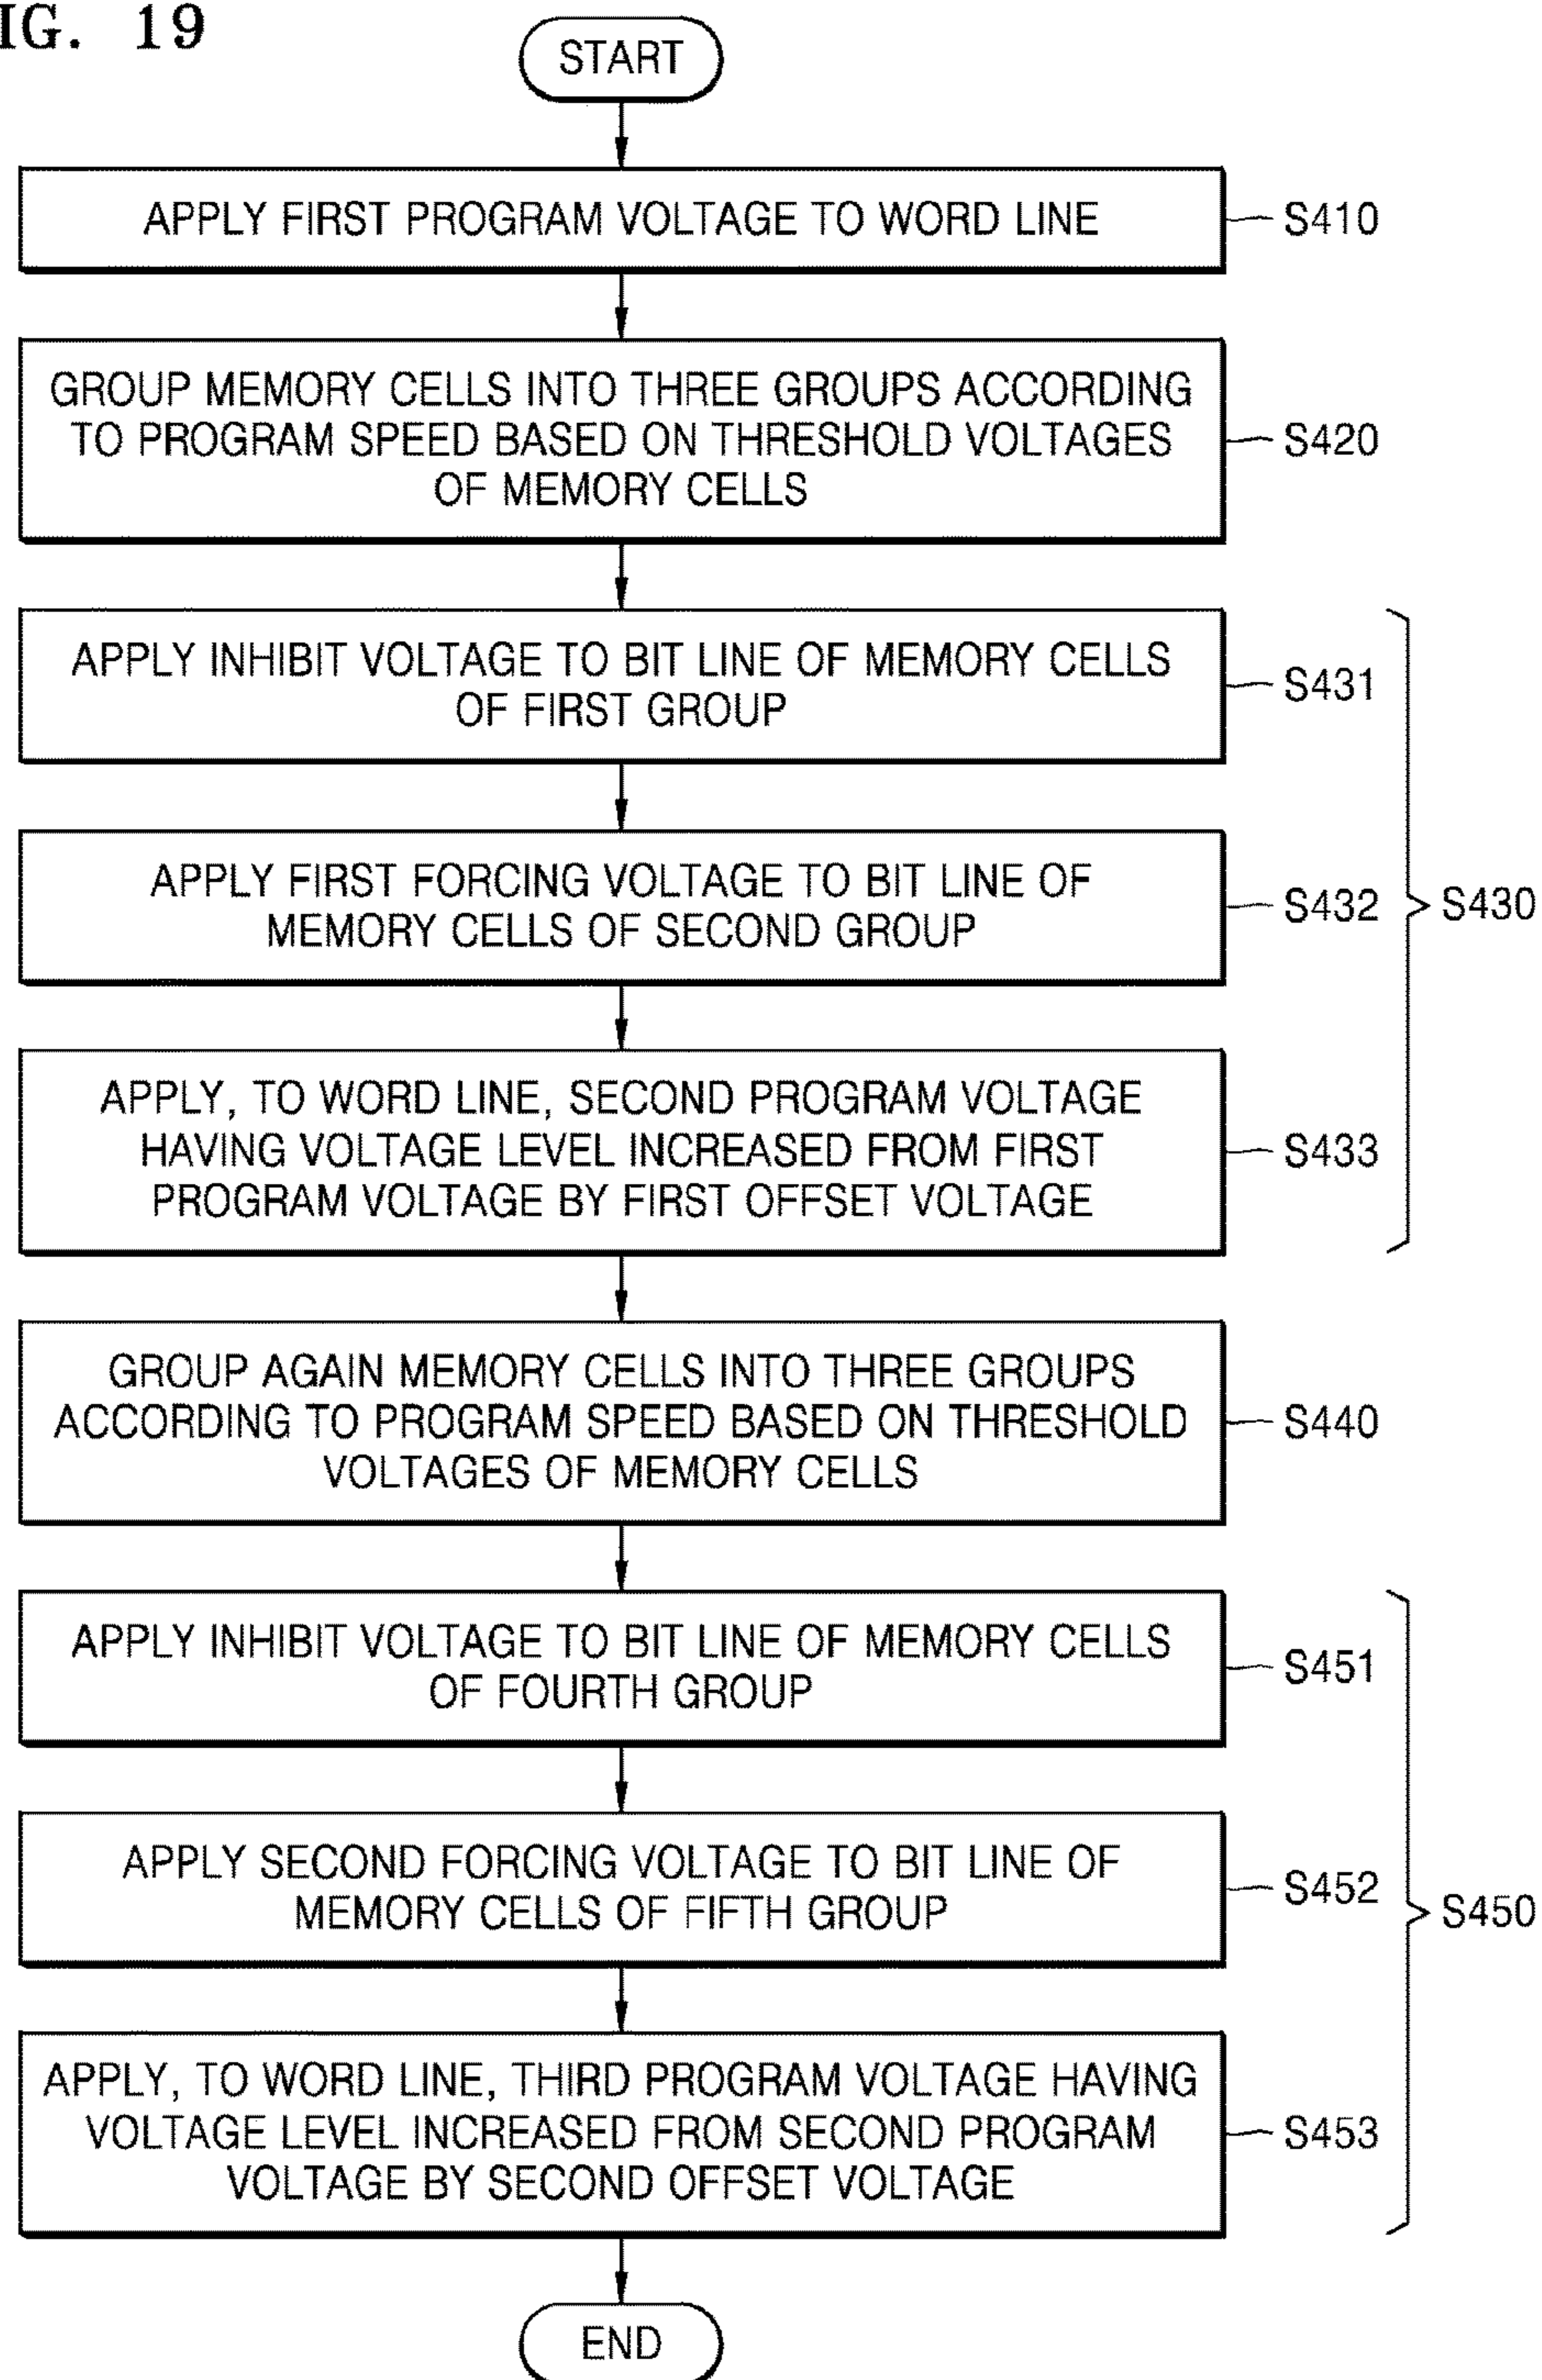 IG. 19
START
APPLY FIRST PROGRAM VOLTAGE TO WORD LINE
S410
GROUP MEMORY CELLS INTO THREE GROUPS ACCORDING
TO PROGRAM SPEED BASED ON THRESHOLD VOLTAGES
OF MEMORY CELLS
S420
APPLY INHIBIT VOLTAGE TO BIT LINE OF MEMORY CELLS
OF FIRST GROUP
S431
APPLY FIRST FORCING VOLTAGE TO BIT LINE OF
MEMORY CELLS OF SECOND GROUP
S432
S430
APPLY, TO WORD LINE, SECOND PROGRAM VOLTAGE
HAVING VOLTAGE LEVEL INCREASED FROM FIRST
PROGRAM VOLTAGE BY FIRST OFFSET VOLTAGE
S433
GROUP AGAIN MEMORY CELLS INTO THREE GROUPS
ACCORDING TO PROGRAM SPEED BASED ON THRESHOLD
VOLTAGES OF MEMORY CELLS
S440
APPLY INHIBIT VOLTAGE TO BIT LINE OF MEMORY CELLS
OF FOURTH GROUP
S451
APPLY SECOND FORCING VOLTAGE TO BIT LINE OF
MEMORY CELLS OF FIFTH GROUP
S452
S450
APPLY, TO WORD LINE, THIRD PROGRAM VOLTAGE HAVING
VOLTAGE LEVEL INCREASED FROM SECOND PROGRAM
VOLTAGE BY SECOND OFFSET VOLTAGE
S453
END